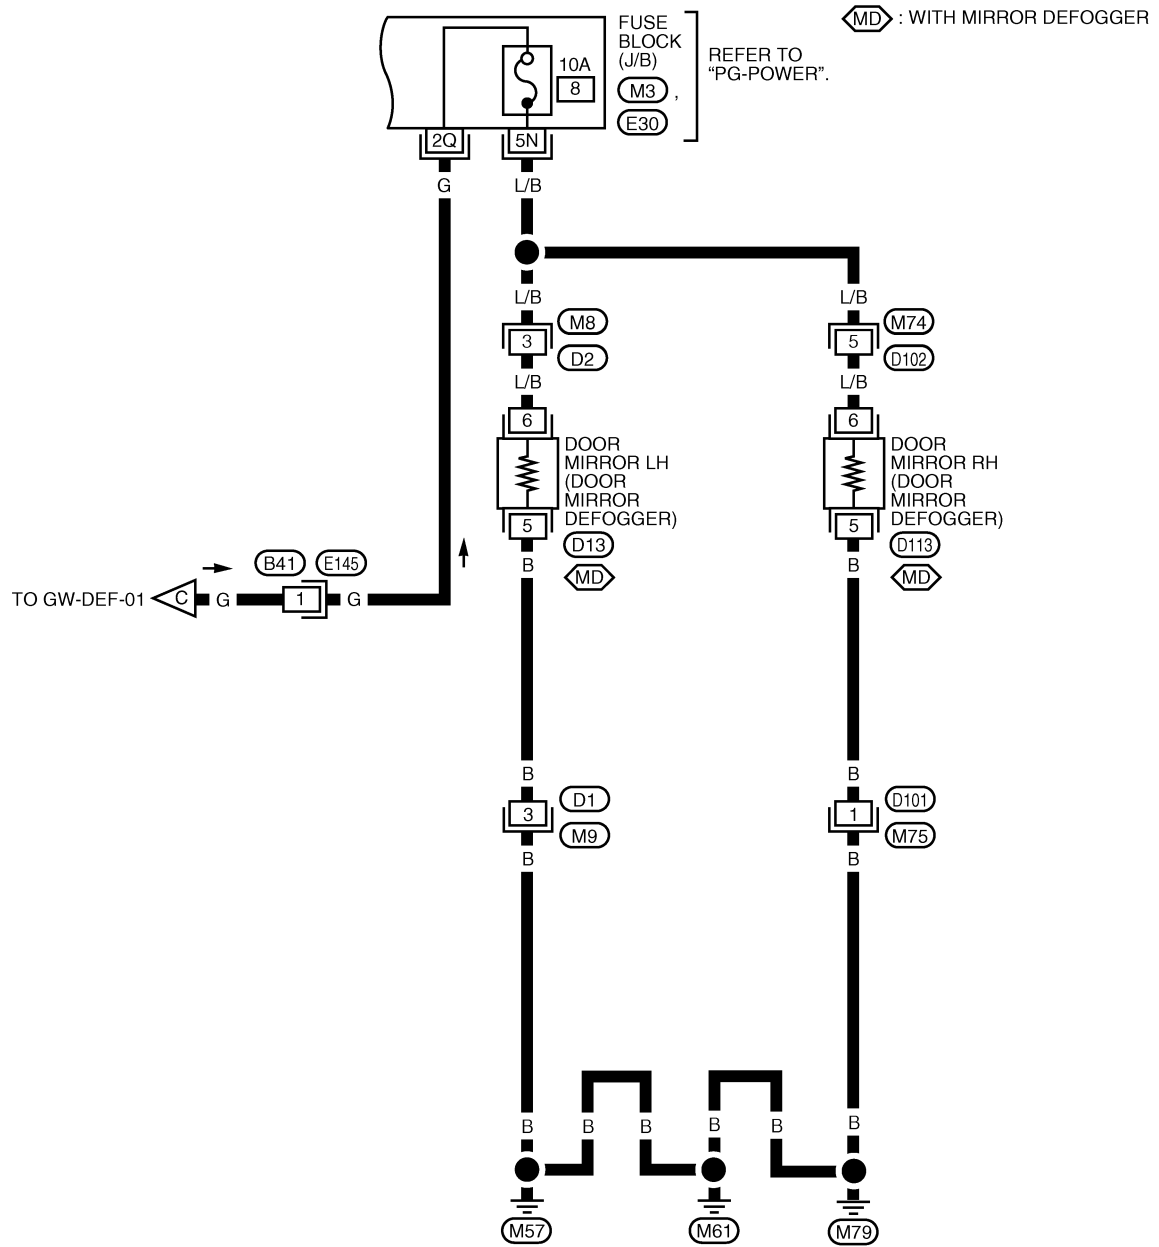 MD : WITH MIRROR DEFOGGER
FUSE
BLOCK
(J/B)
M3 ,
E30
REFER TO
“PG-POWER”.
10A
8
2Q
5N
G
L/B
L/B
L/B
3
M8
D2
5
M74
D102
L/B
L/B
6
6
DOOR
MIRROR LH
(DOOR
MIRROR
DEFOGGER)
DOOR
MIRROR RH
(DOOR
MIRROR
DEFOGGER)
5
5
D13
D113
B
B
MD
MD
B41
E145
TO GW-DEF-01
C
G
1
G
B
B
3
D1
M9
1
D101
M75
B
B
B
B
B
B
B
B
M57
M61
M79